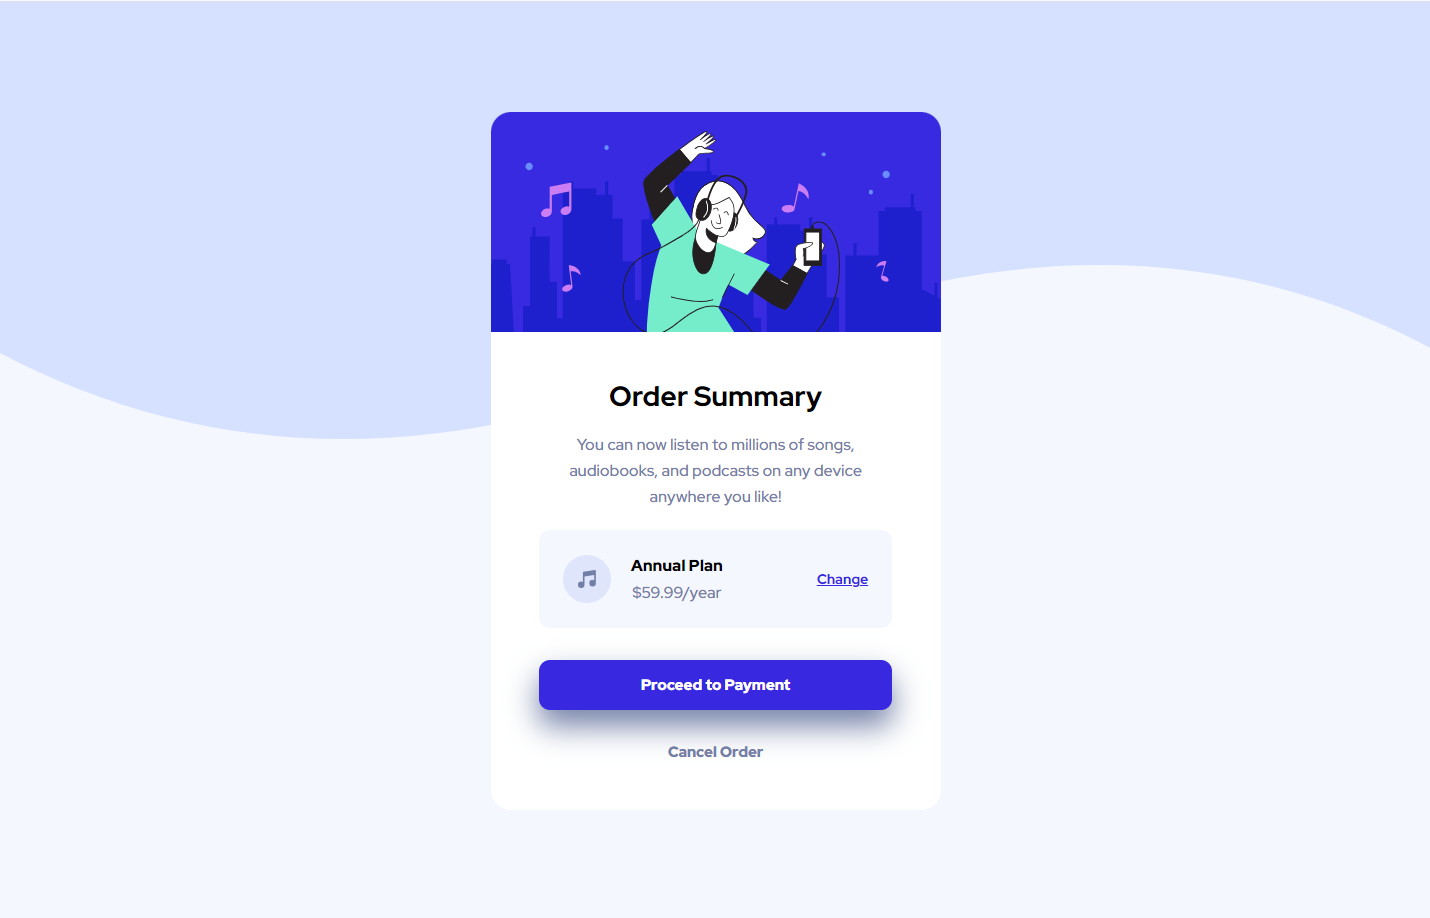 Order Summary
You can now listen to millions of songs,
audiobooks, and podcasts on any device
anywhere you like!
Annual Plan
$59.99/year
Change
Proceed to Payment
Cancel Order